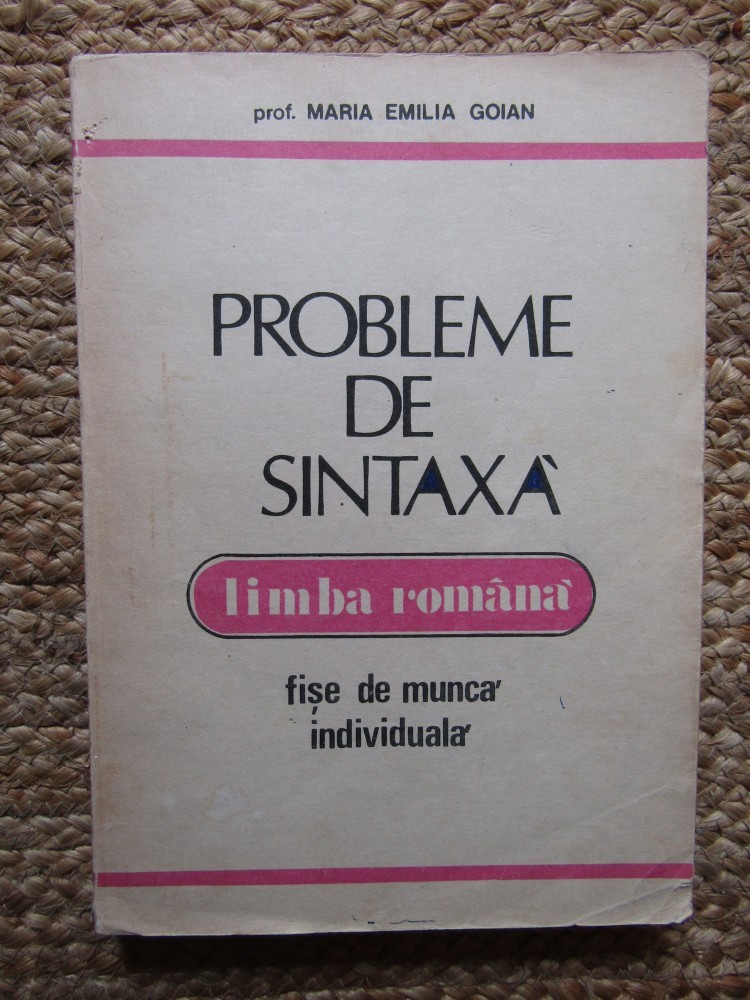 prof. MARIA EMILIA GOIAN
PROBLEME
DE
SINTAXĂ
limba română
fișe de muncă
individuală